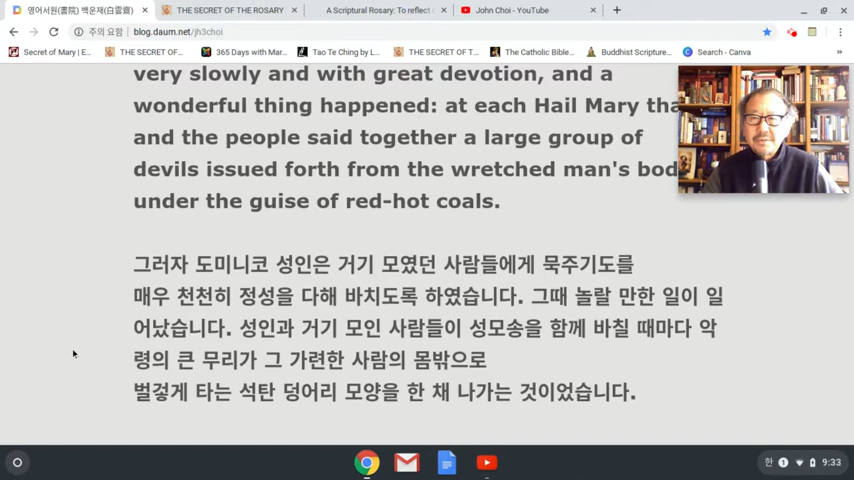 영어서원(書院) 백운재(白雲齋)
THE SECRET OF THE ROSARY
A Scriptural Rosary: To reflect o
John Choi - YouTube
주의 요함
blog.daum.net/jh3choi
Secret of Mary | E...
THE SECRET OF...
365 Days with Mar...
Tao Te Ching by L...
THE SECRET OF T...
The Catholic Bible...
Buddhist Scripture...
Search - Canva
very slowly and with great devotion, and a
wonderful thing happened: at each Hail Mary tha
and the people said together a large group of
devils issued forth from the wretched man's body
under the guise of red-hot coals.
그러자 도미니코 성인은 거기 모였던 사람들에게 묵주기도를
매우 천천히 정성을 다해 바치도록 하였습니다. 그때 놀랄 만한 일이 일
어났습니다. 성인과 거기 모인 사람들이 성모송을 함께 바칠 때마다 악
령의 큰 무리가 그 가련한 사람의 몸밖으로
벌겋게 타는 석탄 덩어리 모양을 한 채 나가는 것이었습니다.
한
1
9:33